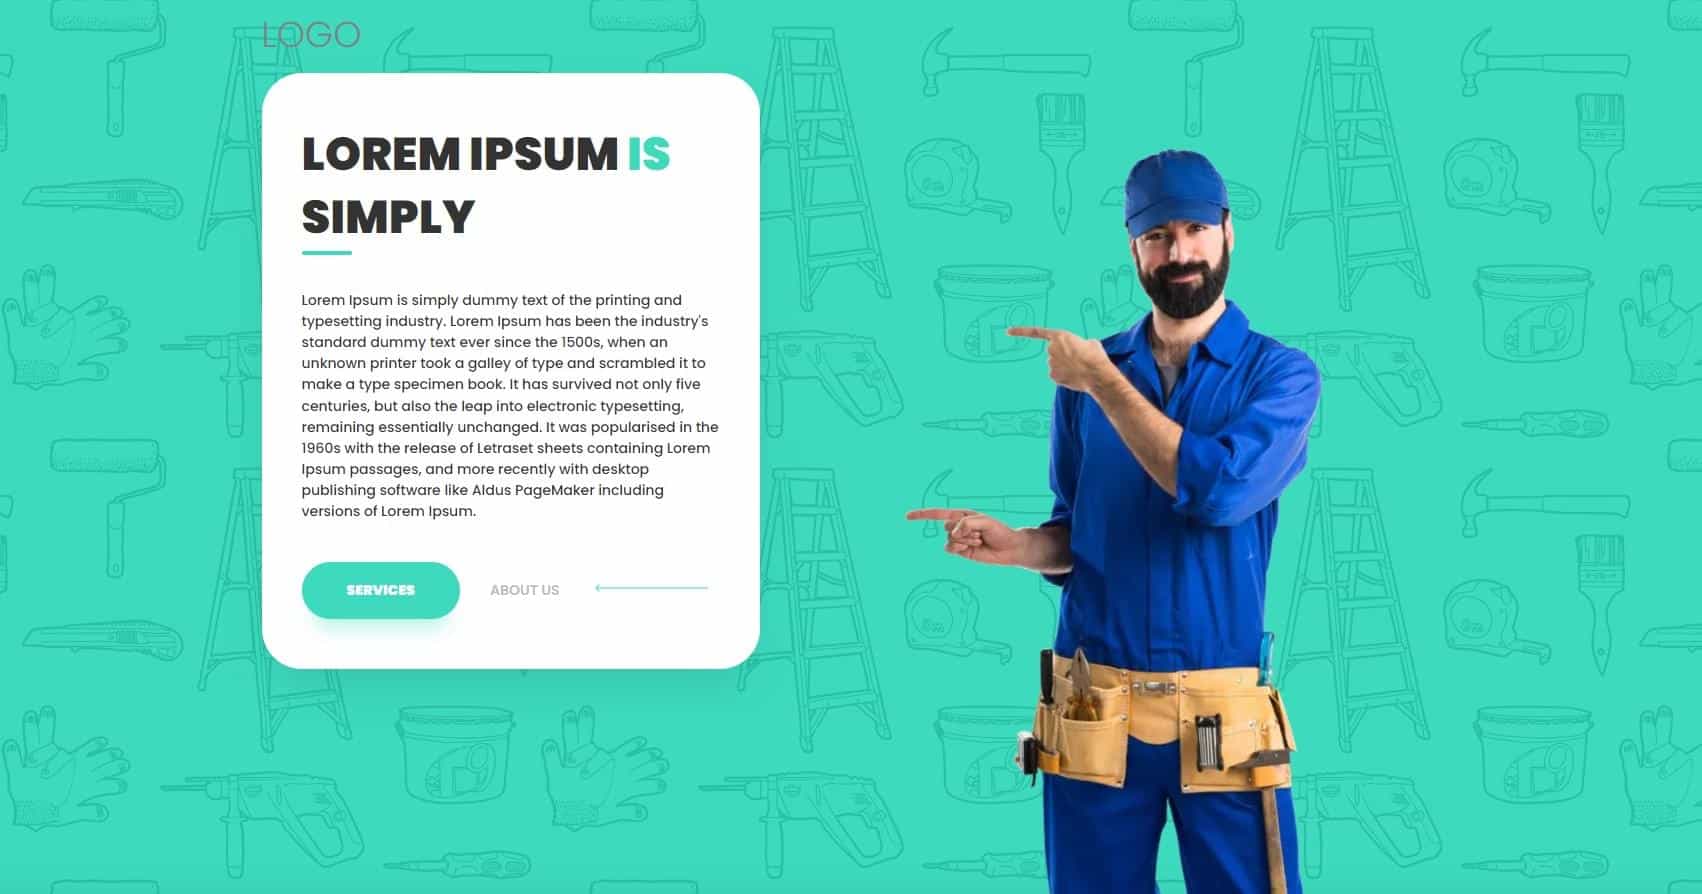 LOGO
LOREM IPSUM IS
SIMPLY
Lorem Ipsum is simply dummy text of the printing and
typesetting industry. Lorem Ipsum has been the industry's
standard dummy text ever since the 1500s, when an
unknown printer took a galley of type and scrambled it to
make a type specimen book. It has survived not only five
centuries, but also the leap into electronic typesetting,
remaining essentially unchanged. It was popularised in the
1960s with the release of Letraset sheets containing Lorem
Ipsum passages, and more recently with desktop
publishing software like Aldus PageMaker including
versions of Lorem Ipsum.
SERVICES
ABOUT US